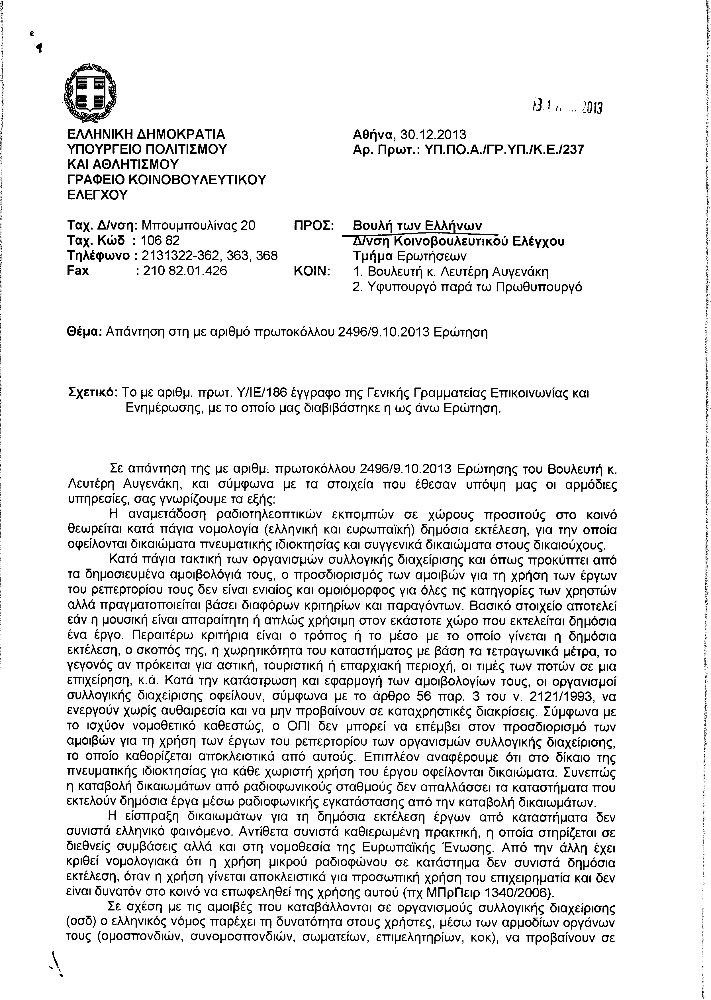 2013
ΕΛΛΗΝΙΚΗ ΔΗΜΟΚΡΑΤΙΑ
ΥΠΟΥΡΓΕΙΟ ΠΟΛΙΤΙΣΜΟΥ
ΚΑΙ ΑΘΛΗΤΙΣΜΟΥ
ΓΡΑΦΕΙΟ ΚΟΙΝΟΒΟΥΛΕΥΤΙΚΟΥ
ΕΛΕΓΧΟΥ
Αθήνα, 30.12.2013
Αρ. Πρωτ.: ΥΠ.ΠΟ.Α./ΓΡ.ΥΠ./Κ.Ε./237
Ταχ. Δ/νση: Μπουμπουλίνας 20
Ταχ. Κώδ : 106 82
Τηλέφωνο : 2131322-362, 363, 368
Fax : 210 82.01.426
ΠΡΟΣ: Βουλή των Ελλήνων
Δ/νση Κοινοβουλευτικού Ελέγχου
Τμήμα Ερωτήσεων
ΚΟΙΝ: 1. Βουλευτή κ. Λευτέρη Αυγενάκη
2. Υφυπουργό παρά τω Πρωθυπουργό
Θέμα: Απάντηση στη με αριθμό πρωτοκόλλου 2496/9.10.2013 Ερώτηση
Σχετικό: Το με αριθμ. πρωτ. Υ/ΙΕ/186 έγγραφο της Γενικής Γραμματείας Επικοινωνίας και
Ενημέρωσης, με το οποίο μας διαβιβάστηκε η ως άνω Ερώτηση.
Σε απάντηση της με αριθμ. πρωτοκόλλου 2496/9.10.2013 Ερώτησης του Βουλευτή κ.
Λευτέρη Αυγενάκη, και σύμφωνα με τα στοιχεία που έθεσαν υπόψη μας οι αρμόδιες
υπηρεσίες, σας γνωρίζουμε τα εξής:
Η αναμετάδοση ραδιοτηλεοπτικών εκπομπών σε χώρους προσιτούς στο κοινό
θεωρείται κατά πάγια νομολογία (ελληνική και ευρωπαϊκή) δημόσια εκτέλεση, για την οποία
οφείλονται δικαιώματα πνευματικής ιδιοκτησίας και συγγενικά δικαιώματα στους δικαιούχους.
Κατά πάγια τακτική των οργανισμών συλλογικής διαχείρισης και όπως προκύπτει από
τα δημοσιευμένα αμοιβολόγιά τους, ο προσδιορισμός των αμοιβών για τη χρήση των έργων
του ρεπερτορίου τους δεν είναι ενιαίος και ομοιόμορφος για όλες τις κατηγορίες των χρηστών
αλλά πραγματοποιείται βάσει διαφόρων κριτηρίων και παραγόντων. Βασικό στοιχείο αποτελεί
εάν η μουσική είναι απαραίτητη ή απλώς χρήσιμη στον εκάστοτε χώρο που εκτελείται δημόσια
ένα έργο. Περαιτέρω κριτήρια είναι ο τρόπος ή το μέσο με το οποίο γίνεται η δημόσια
εκτέλεση, ο σκοπός της, η χωρητικότητα του καταστήματος με βάση τα τετραγωνικά μέτρα, το
γεγονός αν πρόκειται για αστική, τουριστική ή επαρχιακή περιοχή, οι τιμές των ποτών σε μια
επιχείρηση, κ.ά. Κατά την κατάστρωση και εφαρμογή των αμοιβολογίων τους, οι οργανισμοί
συλλογικής διαχείρισης οφείλουν, σύμφωνα με το άρθρο 56 παρ. 3 του ν. 2121/1993, να
ενεργούν χωρίς αυθαιρεσία και να μην προβαίνουν σε καταχρηστικές διακρίσεις. Σύμφωνα με
το ισχύον νομοθετικό καθεστώς, ο ΟΠΙ δεν μπορεί να επέμβει στον προσδιορισμό των
αμοιβών για τη χρήση των έργων του ρεπερτορίου των οργανισμών συλλογικής διαχείρισης,
το οποίο καθορίζεται αποκλειστικά από αυτούς. Επιπλέον αναφέρουμε ότι στο δίκαιο της
πνευματικής ιδιοκτησίας για κάθε χωριστή χρήση του έργου οφείλονται δικαιώματα. Συνεπώς
η καταβολή δικαιωμάτων από ραδιοφωνικούς σταθμούς δεν απαλλάσσει τα καταστήματα που
εκτελούν δημόσια έργα μέσω ραδιοφωνικής εγκατάστασης από την καταβολή δικαιωμάτων.
Η είσπραξη δικαιωμάτων για τη δημόσια εκτέλεση έργων από καταστήματα δεν
συνιστά ελληνικό φαινόμενο. Αντίθετα συνιστά καθιερωμένη πρακτική, η οποία στηρίζεται σε
διεθνείς συμβάσεις αλλά και στη νομοθεσία της Ευρωπαϊκής Ένωσης. Από την άλλη έχει
κριθεί νομολογιακά ότι η χρήση μικρού ραδιοφώνου σε κατάστημα δεν συνιστά δημόσια
εκτέλεση, όταν η χρήση γίνεται αποκλειστικά για προσωπική χρήση του επιχειρηματία και δεν
είναι δυνατόν στο κοινό να επωφεληθεί της χρήσης αυτού (πχ ΜΠρΠειρ 1340/2006).
Σε σχέση με τις αμοιβές που καταβάλλονται σε οργανισμούς συλλογικής διαχείρισης
(οσδ) ο ελληνικός νόμος παρέχει τη δυνατότητα στους χρήστες, μέσω των αρμοδίων οργάνων
τους (ομοσπονδιών, συνομοσπονδιών, σωματείων, επιμελητηρίων, κοκ), να προβαίνουν σε